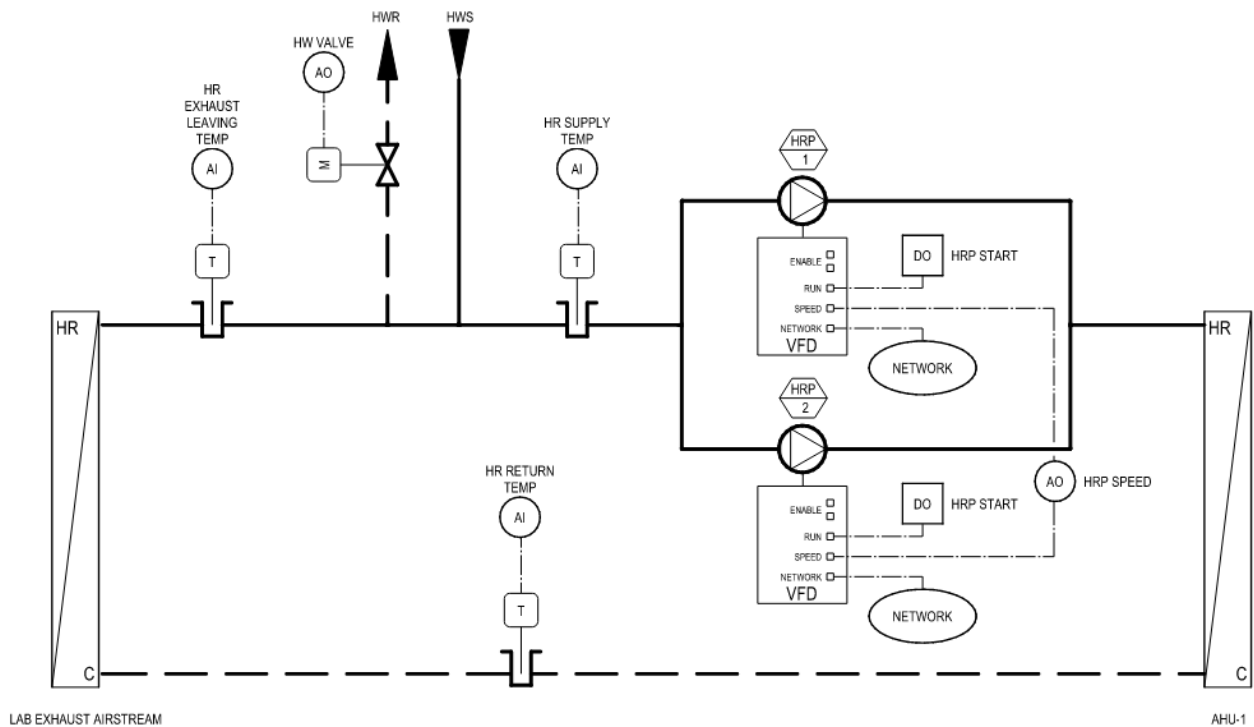 HWR
HWS
HW VALVE
AO
HR
EXHAUST
LEAVING
TEMP
AI
M
HR SUPPLY
TEMP
AI
HRP
1
T
T
ENABLE
RUN
SPEED
NETWORK
VFD
DO
HRP START
NETWORK
HR
HR
HRP
2
HR RETURN
TEMP
AI
AO
HRP SPEED
ENABLE
RUN
SPEED
NETWORK
VFD
DO
HRP START
NETWORK
T
C
C
LAB EXHAUST AIRSTREAM
AHU-1